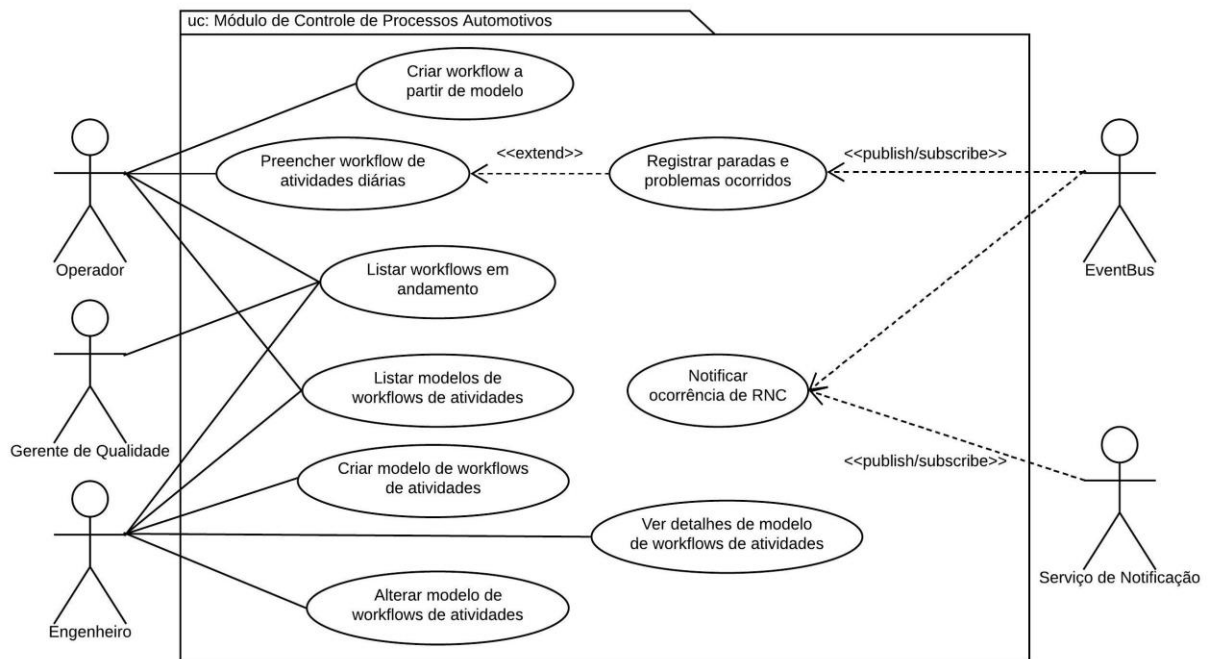 uc: Módulo de Controle de Processos Automotivos
Criar workflow a
partir de modelo
Preencher workflow de
atividades diárias
<<extend>>
Registrar paradas e
problemas ocorridos
<<publish/subscribe>>
Operador
EventBus
Listar workflows em
andamento
Listar modelos de
workflows de atividades
Notificar
ocorrência de RNC
Gerente de Qualidade
Criar modelo de workflows
de atividades
<<publish/subscribe>>
Ver detalhes de modelo
de workflows de atividades
Serviço de Notificação
Alterar modelo de
workflows de atividades
Engenheiro